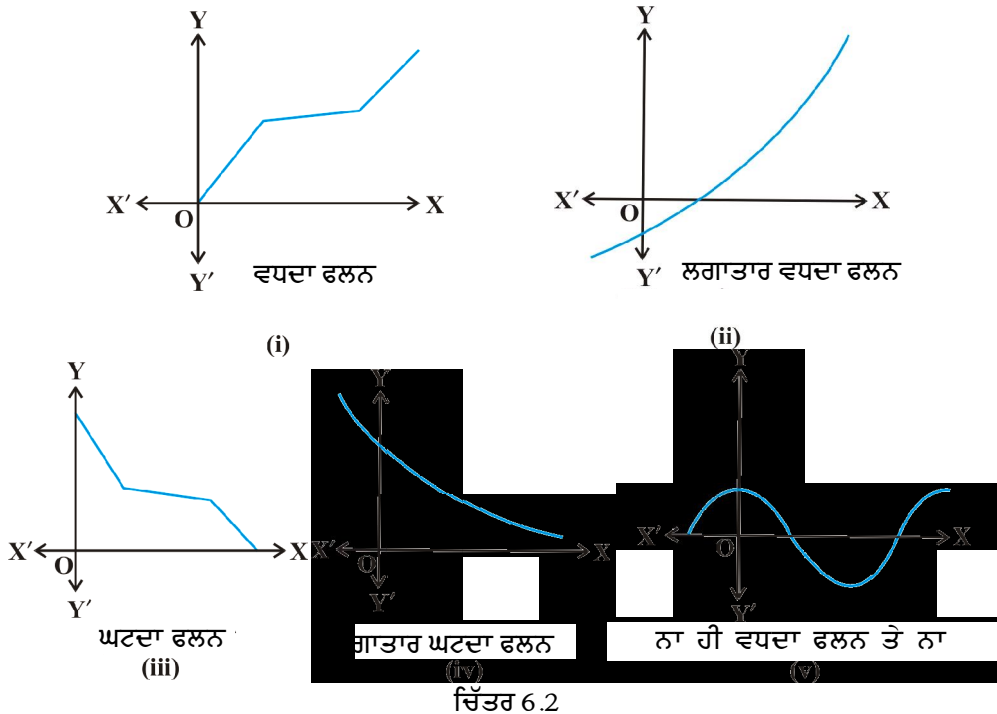 Y
X′
O
X
Y′
ਵਧਦਾ ਫਲਨ
(i)
Y
X′
O
X
Y′
ਲਗਾਤਾਰ ਵਧਦਾ ਫਲਨ
(ii)
Y
X′
O
X
Y′
ਘਟਦਾ ਫਲਨ
(iii)
Y
X′
O
X
Y′
ਗਾਤਾਰ ਘਟਦਾ ਫਲਨ
(iv)
Y
X′
O
X
Y′
ਨਾ ਹੀ ਵਧਦਾ ਫਲਨ ਤੇ ਨਾ
(v)
ਚਿੱਤਰ 6.2